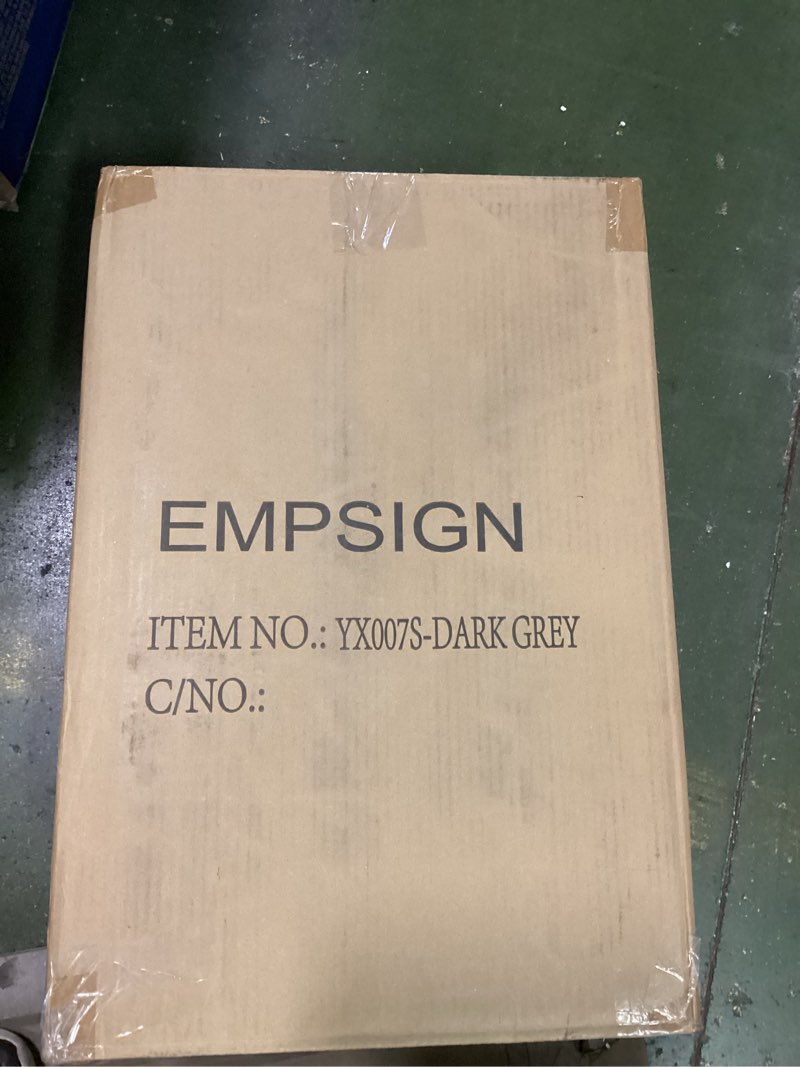 EMPSIGN
ITEM NO.: YX007S-DARK GREY
C/NO.: